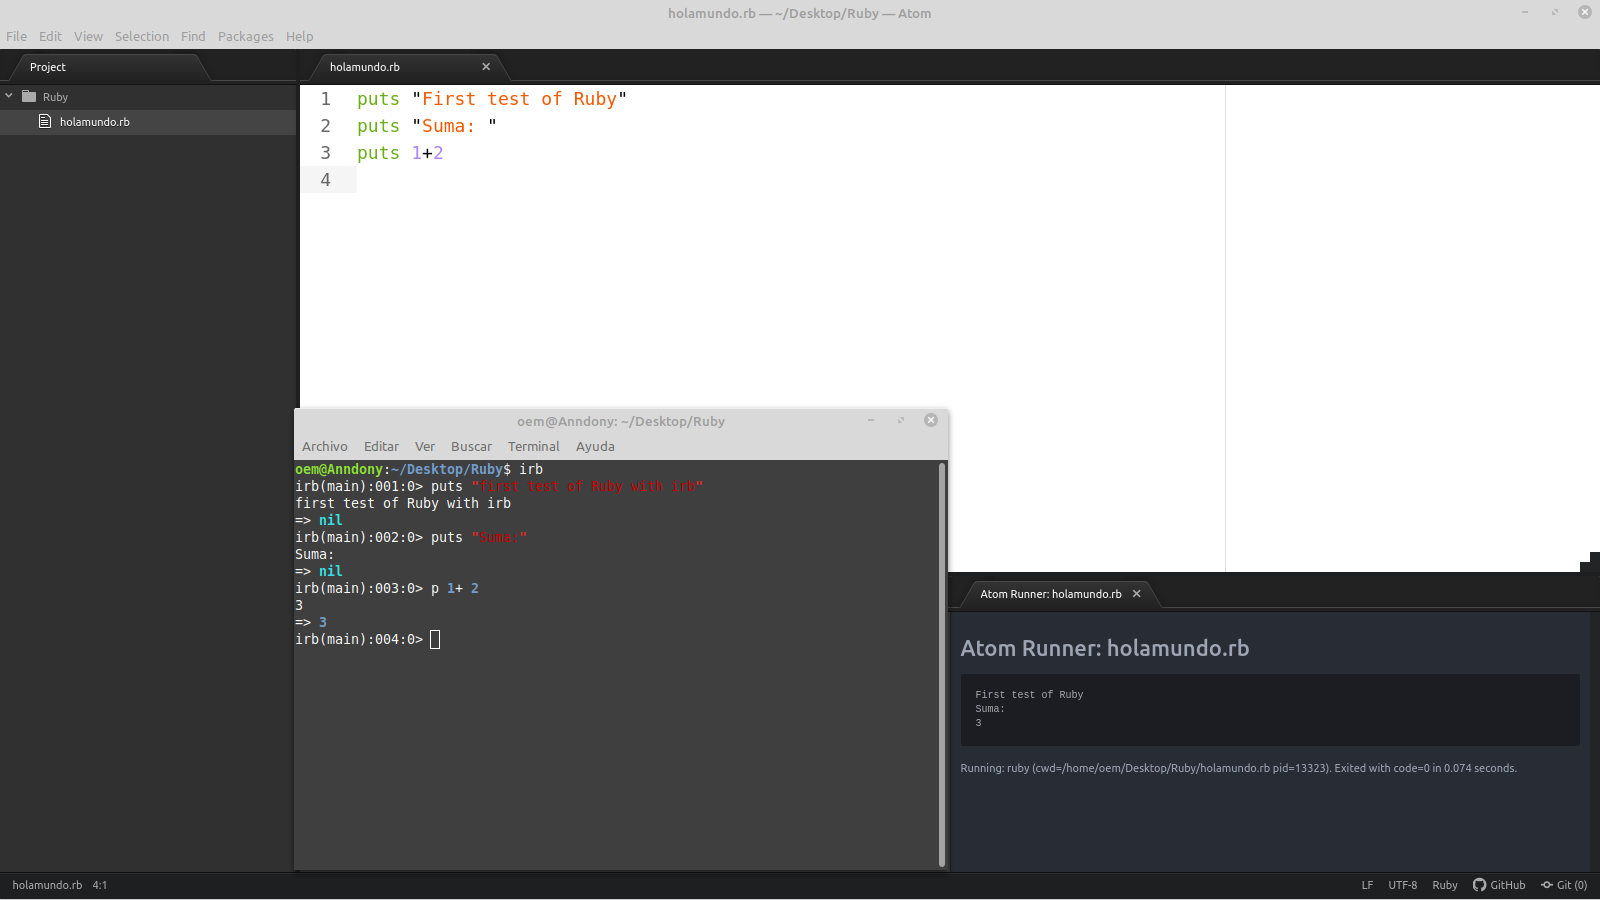 holamundo.rb — ~/Desktop/Ruby — Atom
File Edit View Selection Find Packages Help
Project
holamundo.rb
Ruby
holamundo.rb
1 puts "First test of Ruby"
2 puts "Suma: "
3 puts 1+2
4
oem@Anndony: ~/Desktop/Ruby
Archivo Editar Ver Buscar Terminal Ayuda
oem@Anndony:~/Desktop/Ruby$ irb
irb(main):001:0> puts "first test of Ruby with irb"
first test of Ruby with irb
=> nil
irb(main):002:0> puts "Suma:"
Suma:
=> nil
irb(main):003:0> p 1+ 2
3
=> 3
irb(main):004:0>
Atom Runner: holamundo.rb
Atom Runner: holamundo.rb
First test of Ruby
Suma:
3
Running: ruby (cwd=/home/oem/Desktop/Ruby/holamundo.rb pid=13323). Exited with code=0 in 0.074 seconds.
holamundo.rb 4:1
LF UTF-8 Ruby GitHub Git (0)